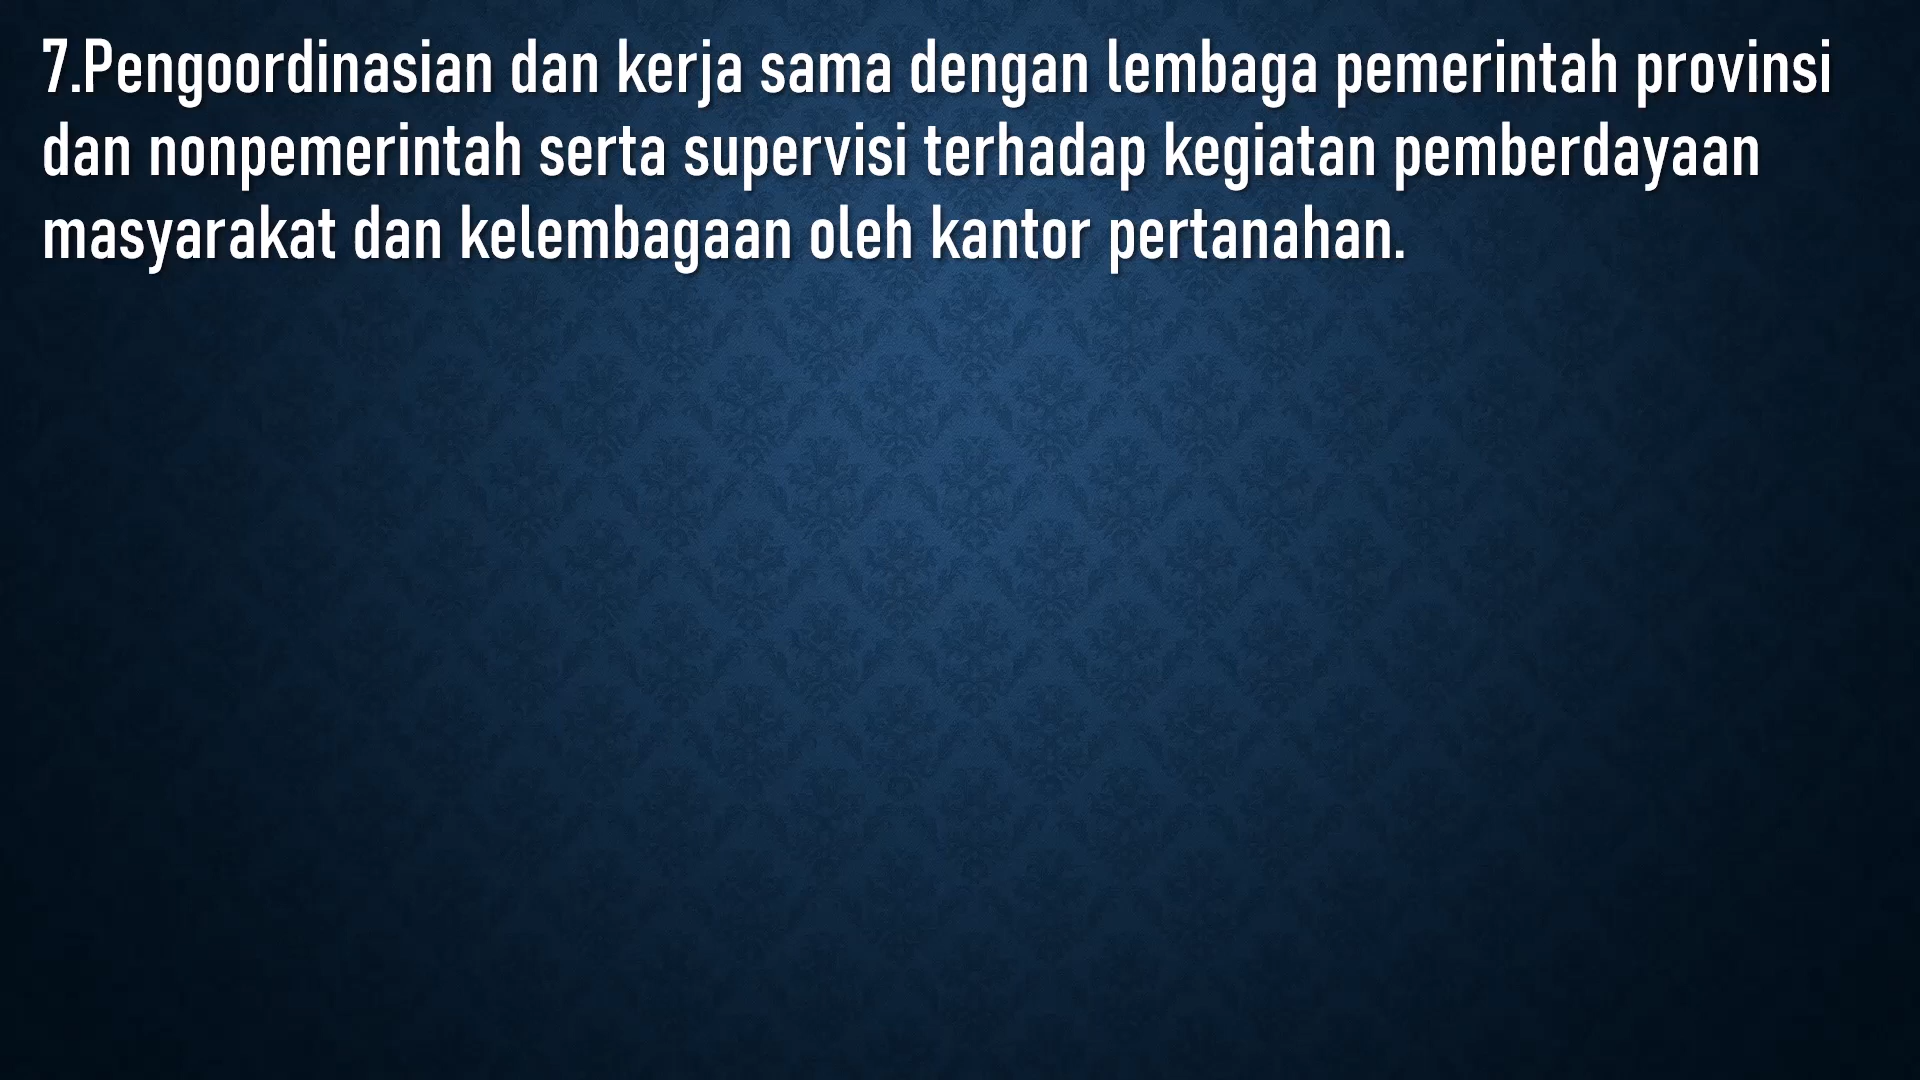 7.Pengoordinasian dan kerja sama dengan lembaga pemerintah provinsi
dan nonpemerintah serta supervisi terhadap kegiatan pemberdayaan
masyarakat dan kelembagaan oleh kantor pertanahan.